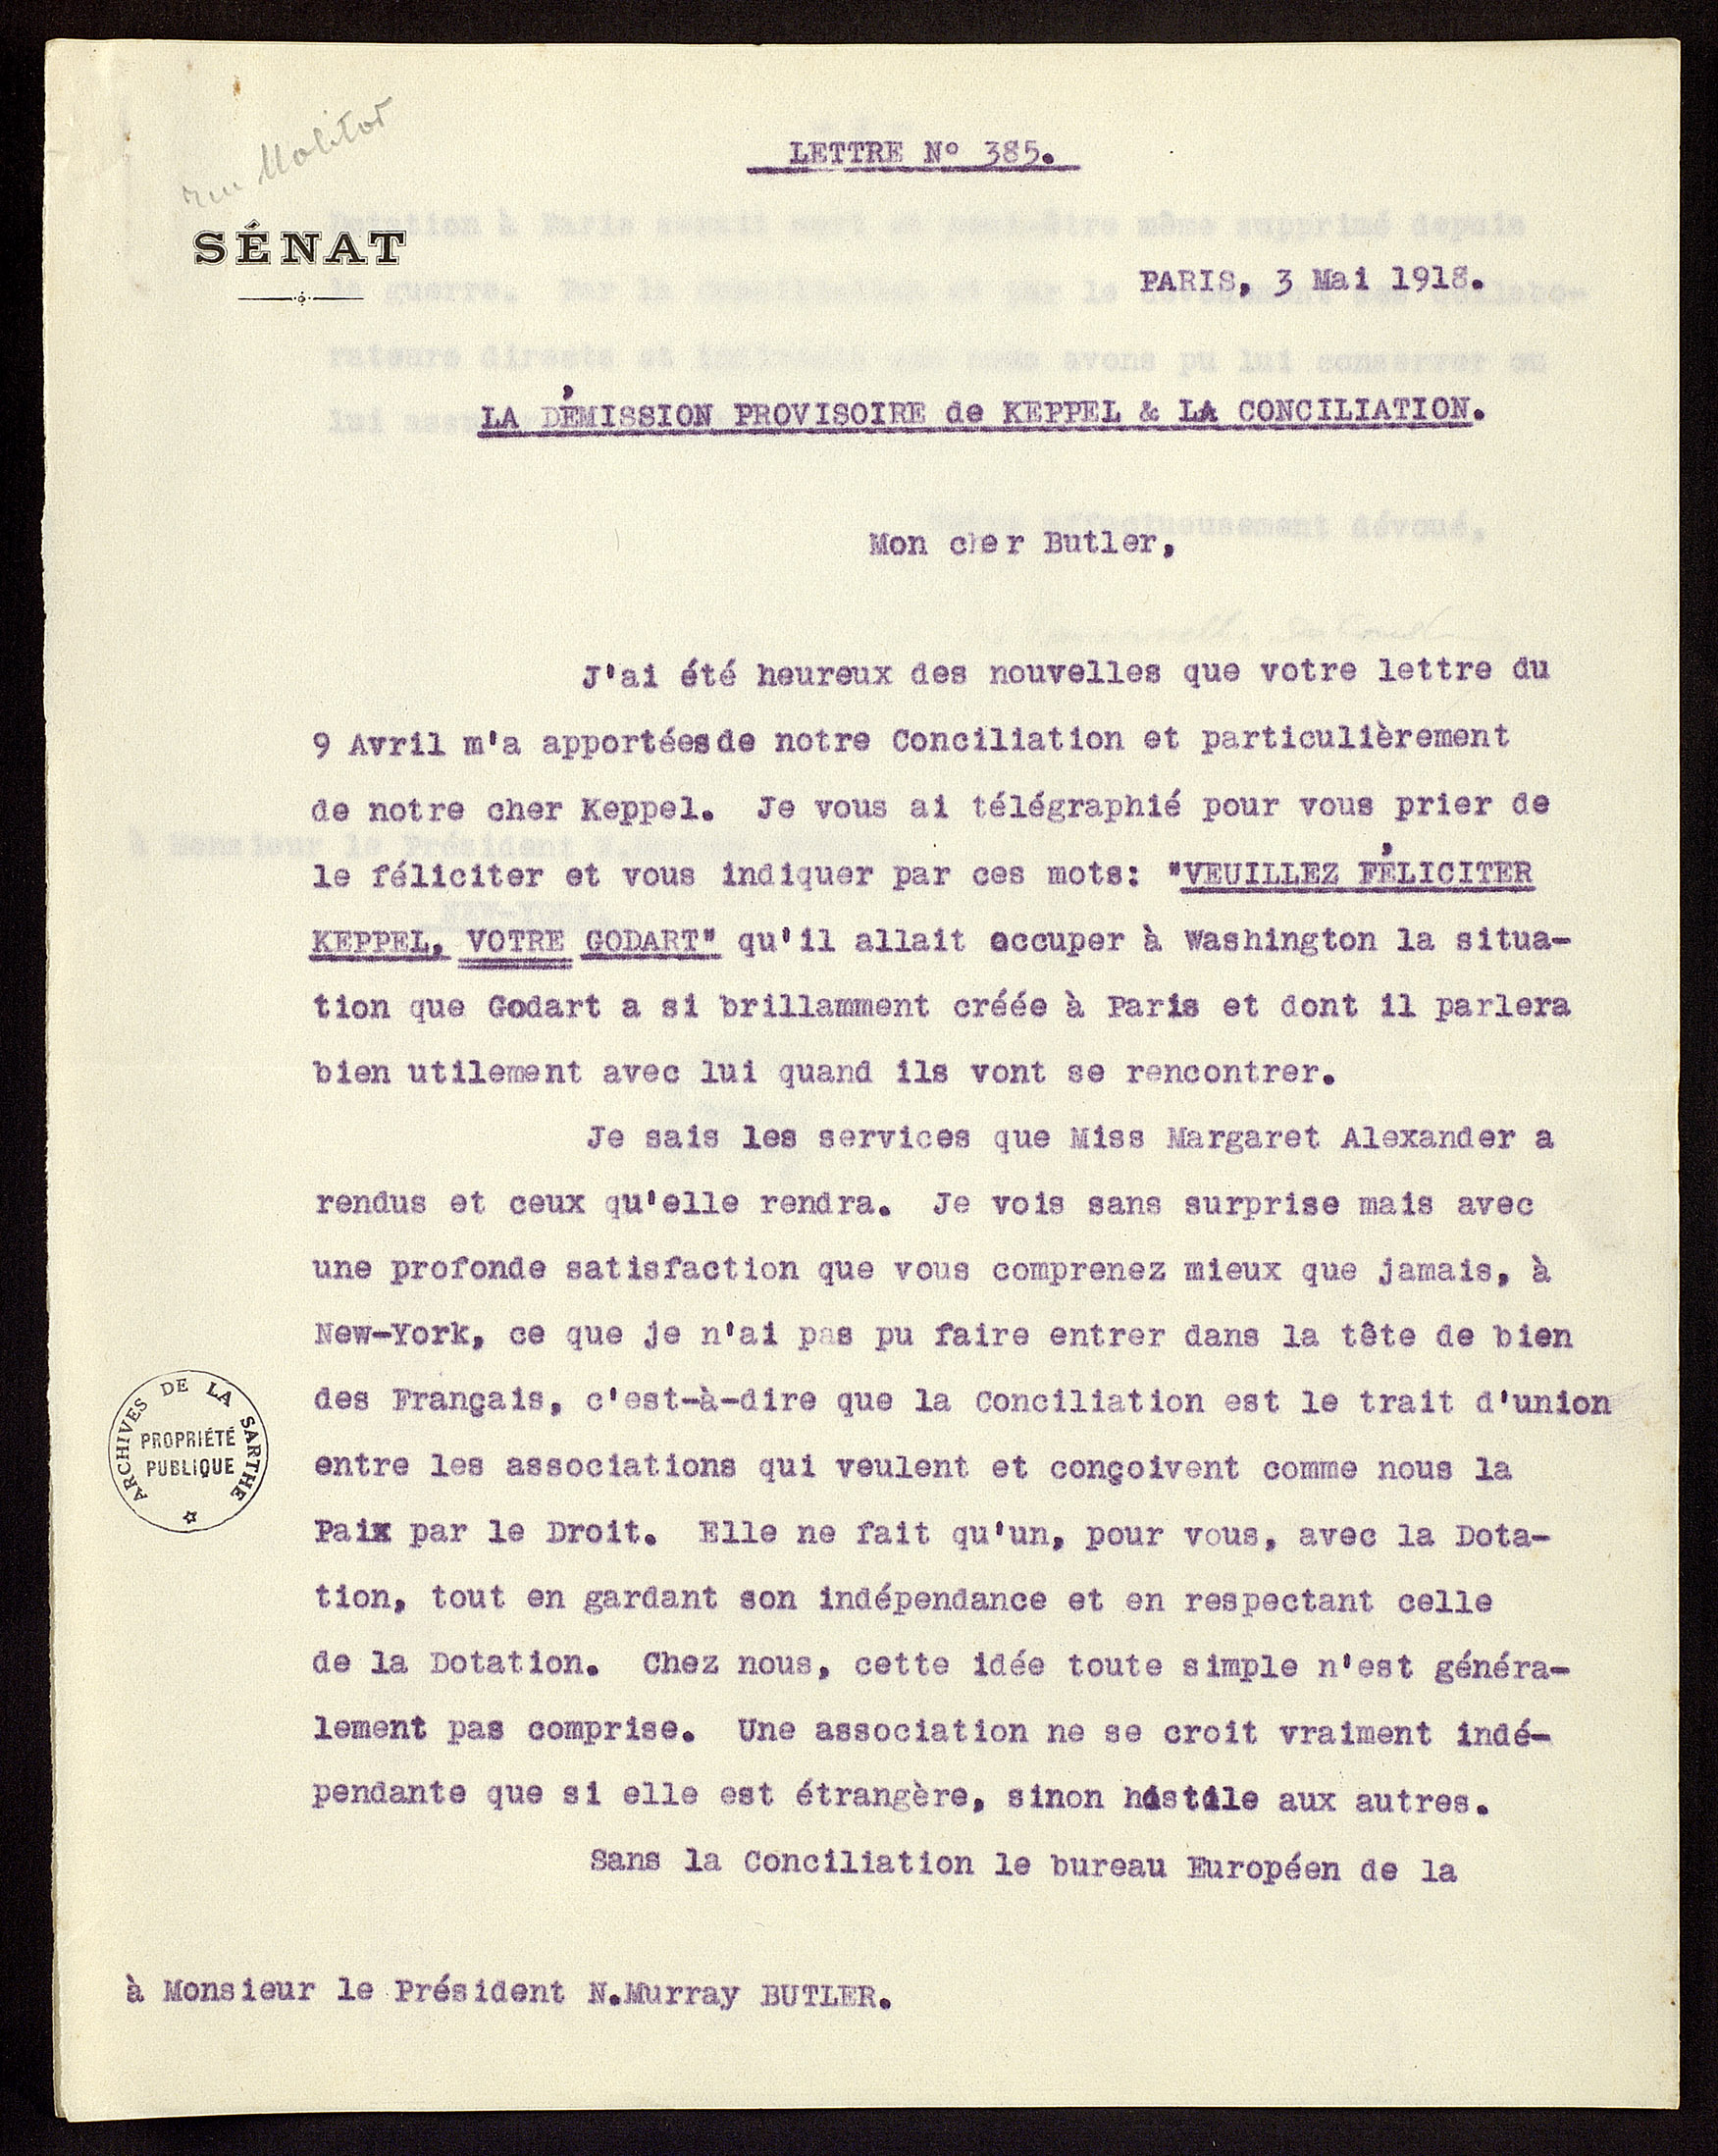 rue Molitor
LETTRE N° 385.
SÉNAT
PARIS, 3 Mai 1918.
LA DÉMISSION PROVISOIRE de KEPPEL & LA CONCILIATION.
Mon cher Butler,
J'ai été heureux des nouvelles que votre lettre du
9 Avril m'a apportées de notre Conciliation et particulièrement
de notre cher Keppel. Je vous ai télégraphié pour vous prier de
le féliciter et vous indiquer par ces mots: "VEUILLEZ FÉLICITER
KEPPEL, VOTRE GODART" qu'il allait occuper à Washington la situa-
tion que Godart a si brillamment créée à Paris et dont il parlera
bien utilement avec lui quand ils vont se rencontrer.
Je sais les services que Miss Margaret Alexander a
rendus et ceux qu'elle rendra. Je vois sans surprise mais avec
une profonde satisfaction que vous comprenez mieux que jamais, à
New-York, ce que je n'ai pas pu faire entrer dans la tête de bien
des Français, c'est-à-dire que la Conciliation est le trait d'union
entre les associations qui veulent et conçoivent comme nous la
Paix par le Droit. Elle ne fait qu'un, pour vous, avec la Dota-
tion, tout en gardant son indépendance et en respectant celle
de la Dotation. Chez nous, cette idée toute simple n'est généra-
lement pas comprise. Une association ne se croit vraiment indé-
pendante que si elle est étrangère, sinon hostile aux autres.
Sans la Conciliation le bureau Européen de la
à Monsieur le Président N.Murray BUTLER.
ARCHIVES DE LA SARTHE
PROPRIÉTÉ
PUBLIQUE